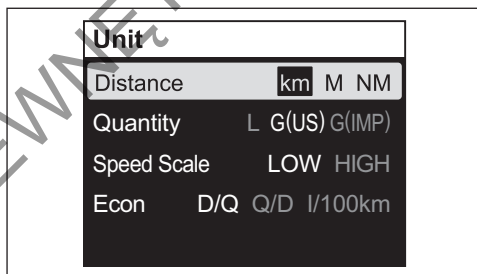 Unit
Distance km M NM
Quantity L G(US) G(IMP)
Speed Scale LOW HIGH
Econ D/Q Q/D l/100km